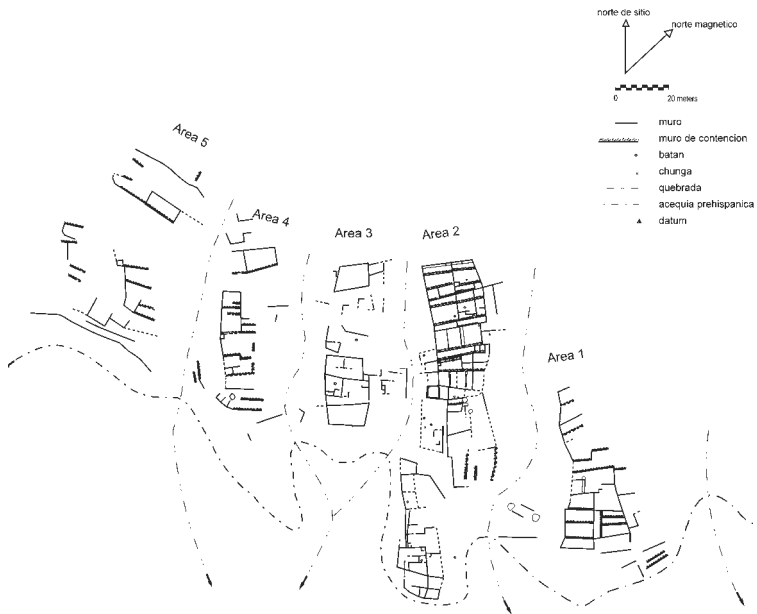 norte de sitio
norte magnetico
0 20 meters
muro
muro de contencion
batan
chunga
quebrada
acequia prehispanica
datum
Area 5
Area 4
Area 3
Area 2
Area 1